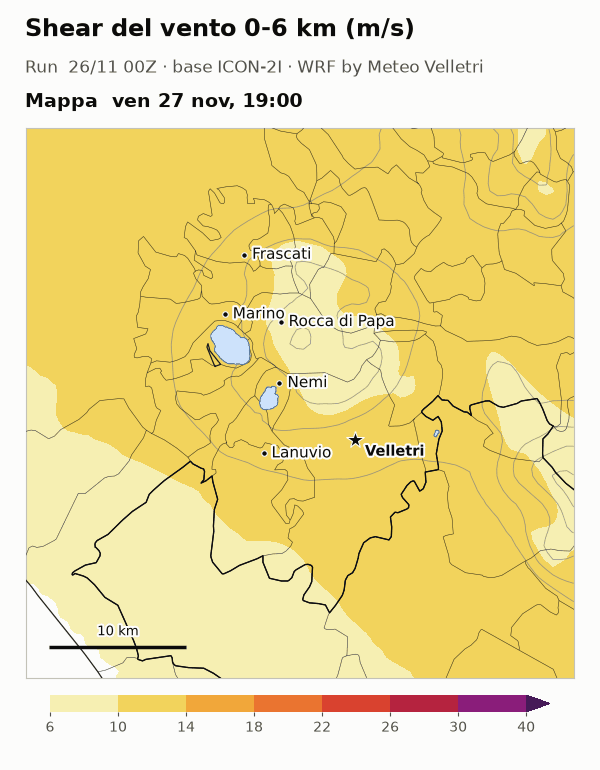 Shear del vento 0-6 km (m/s)
Run  26/11 00Z · base ICON-2I · WRF by Meteo Velletri
Mappa  ven 27 nov, 19:00
Frascati
Marino
Rocca di Papa
Nemi
Velletri
Lanuvio
10 km
6 10 14 18 22 26 30 40